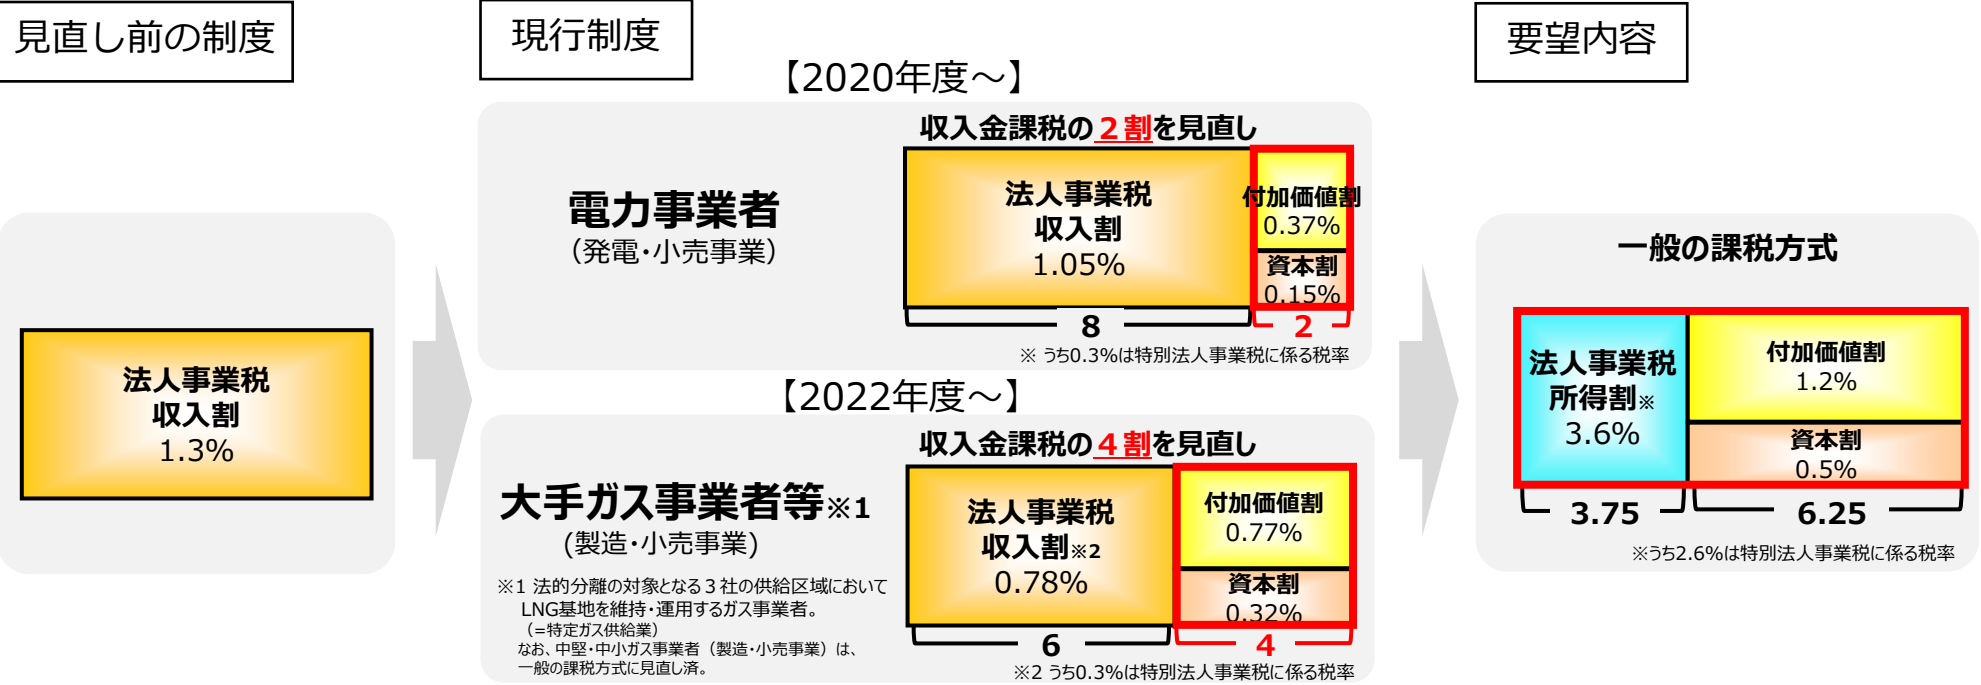 見直し前の制度
法人事業税
収入割
1.3%
現行制度
【2020年度～】
収入金課税の２割を見直し
電力事業者
（発電・小売事業）
法人事業税
収入割
1.05%
付加価値割
0.37%
資本割
0.15%
8
2
※ うち0.3%は特別法人事業税に係る税率
【2022年度～】
収入金課税の４割を見直し
大手ガス事業者等※1
(製造・小売事業)
※1 法的分離の対象となる３社の供給区域において
LNG基地を維持・運用するガス事業者。
（=特定ガス供給業）
なお、中堅・中小ガス事業者（製造・小売事業）は、
一般の課税方式に見直し済。
法人事業税
収入割※2
0.78%
付加価値割
0.77%
資本割
0.32%
6
4
※2 うち0.3%は特別法人事業税に係る税率
要望内容
一般の課税方式
法人事業税
所得割※
3.6%
付加価値割
1.2%
資本割
0.5%
3.75
6.25
※うち2.6%は特別法人事業税に係る税率